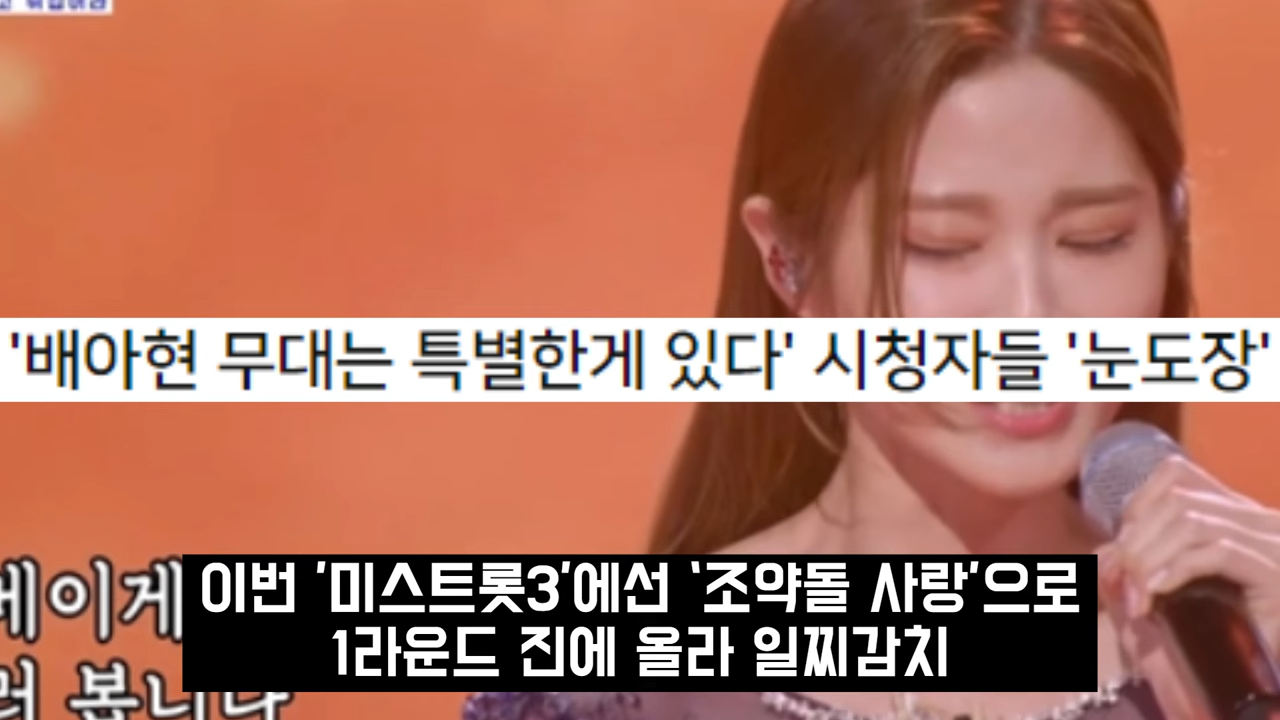 '배아현 무대는 특별한게 있다' 시청자들 '눈도장'
이번 '미스트롯3'에선 '조약돌 사랑'으로
1라운드 진에 올라 일찌감치